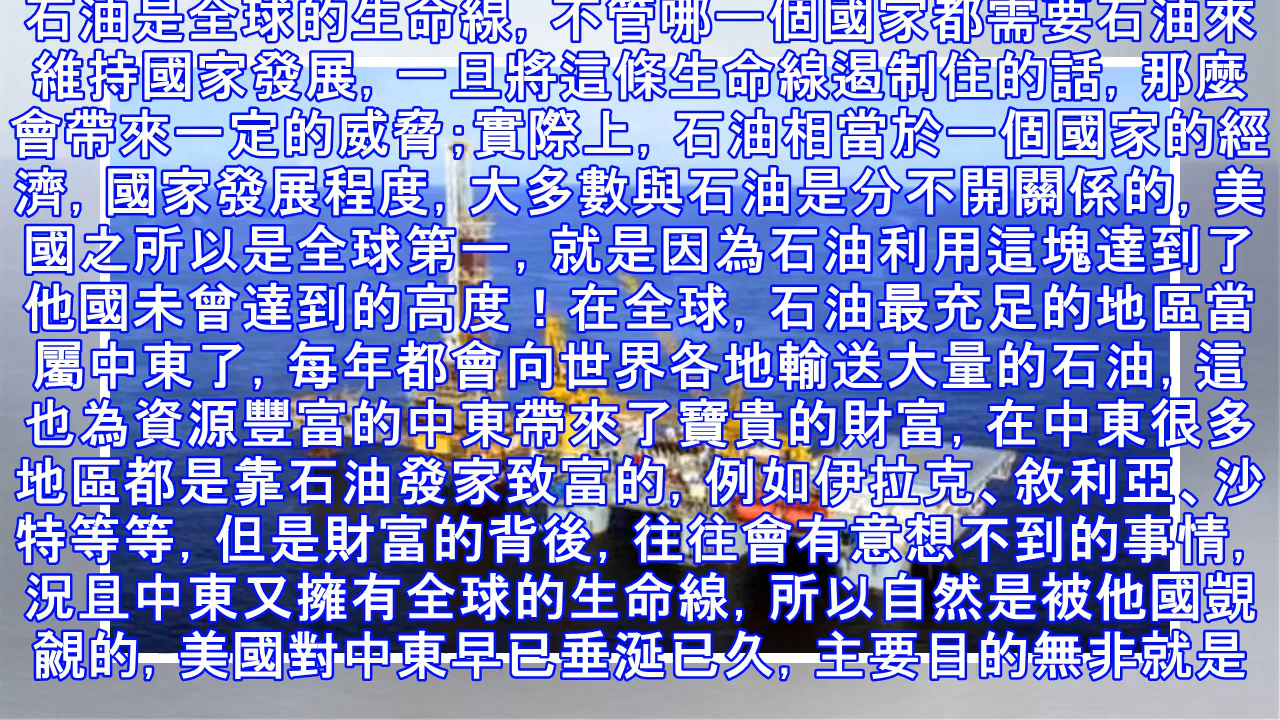 石油是全球的生命線, 不管哪一個國家都需要石油來
維持國家發展, 一旦將這條生命線遏制住的話, 那麼
會帶來一定的威脅;實際上, 石油相當於一個國家的經
濟, 國家發展程度, 大多數與石油是分不開關係的, 美
國之所以是全球第一, 就是因為石油利用這塊達到了
他國未曾達到的高度！在全球, 石油最充足的地區當
屬中東了, 每年都會向世界各地輸送大量的石油, 這
也為資源豐富的中東帶來了寶貴的財富, 在中東很多
地區都是靠石油發家致富的, 例如伊拉克、敘利亞、沙
特等等, 但是財富的背後, 往往會有意想不到的事情,
況且中東又擁有全球的生命線, 所以自然是被他國覬
覦的, 美國對中東早已垂涎已久, 主要目的無非就是